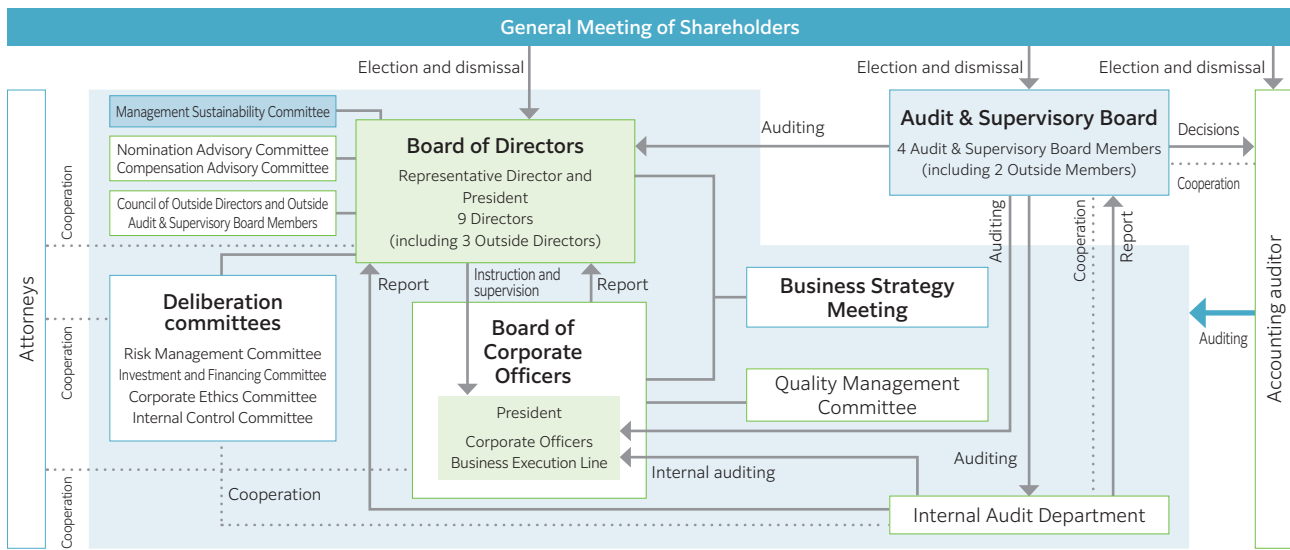 General Meeting of Shareholders
Election and dismissal
Election and dismissal
Election and dismissal
Attorneys
Management Sustainability Committee
Nomination Advisory Committee
Compensation Advisory Committee
Council of Outside Directors and Outside
Audit & Supervisory Board Members
Cooperation
Board of Directors
Representative Director and
President
9 Directors
(including 3 Outside Directors)
Auditing
Audit & Supervisory Board
4 Audit & Supervisory Board Members
(including 2 Outside Members)
Decisions
Cooperation
Accounting auditor
Auditing
Cooperation
Report
Deliberation
committees
Risk Management Committee
Investment and Financing Committee
Corporate Ethics Committee
Internal Control Committee
Cooperation
Report
Instruction and
supervision
Report
Board of
Corporate
Officers
President
Corporate Officers
Business Execution Line
Business Strategy
Meeting
Quality Management
Committee
Auditing
Internal auditing
Auditing
Cooperation
Cooperation
Internal Audit Department